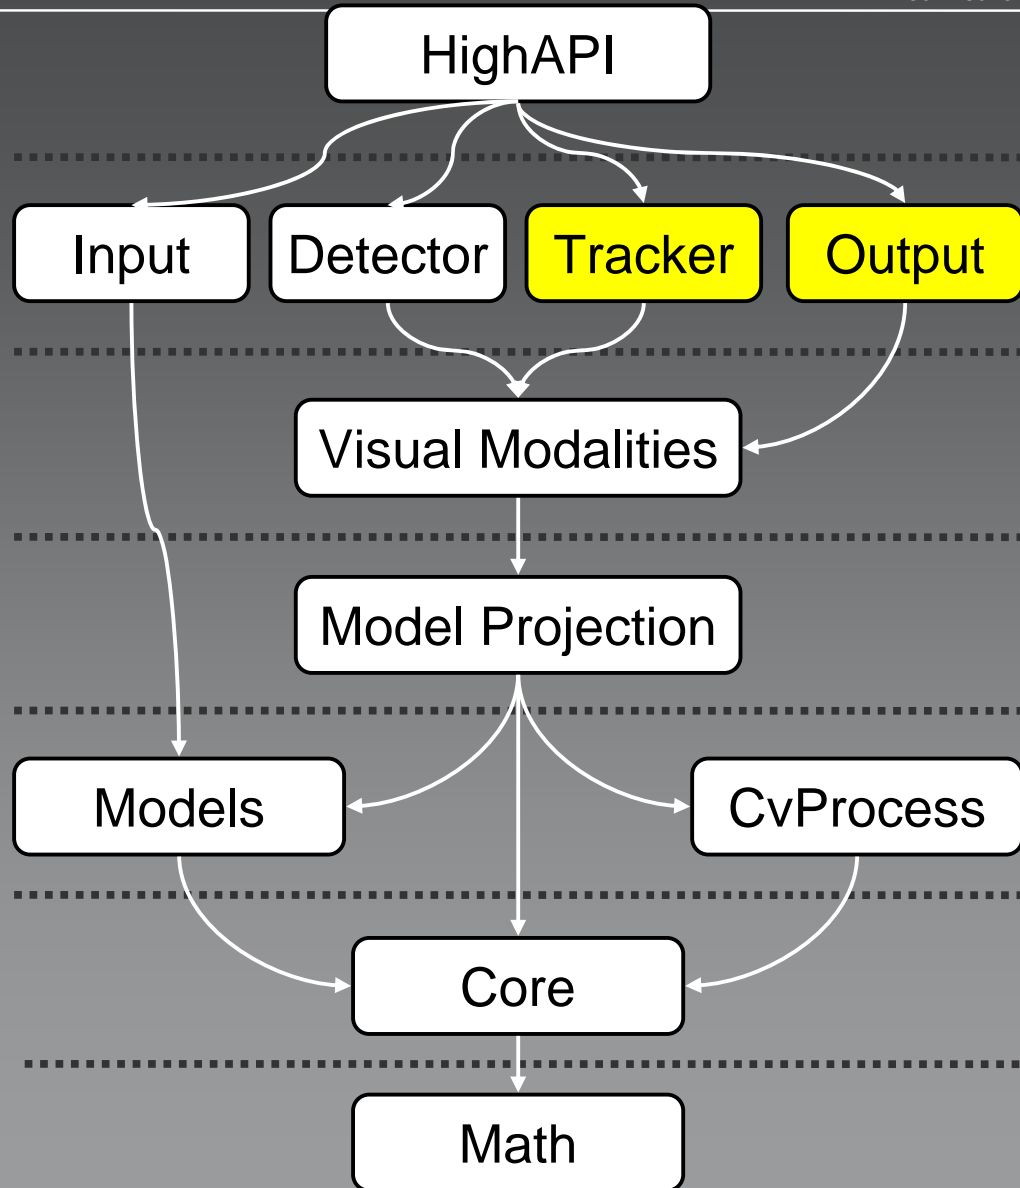 HighAPI
Input
Detector
Tracker
Output
Visual Modalities
Model Projection
Models
CvProcess
Core
Math